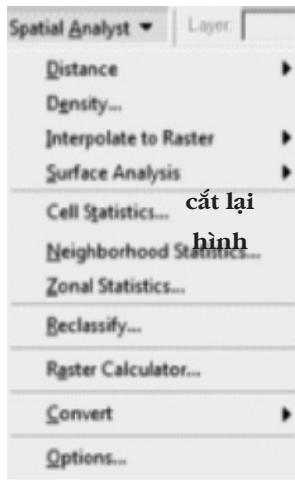 Spatial Analyst Layer:
Distance
Density...
Interpolate to Raster
Surface Analysis
cắt lại
Cell Statistics...
hình
Neighborhood Statistics...
Zonal Statistics...
Reclassify...
Raster Calculator...
Convert
Options...